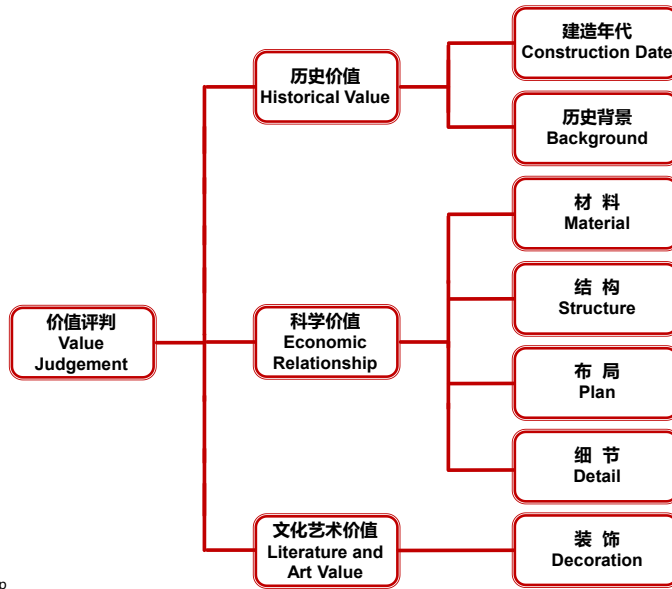 建造年代
Construction Date
历史价值
Historical Value
历史背景
Background
材 料
Material
结 构
Structure
价值评判
Value
Judgement
科学价值
Economic
Relationship
布 局
Plan
细 节
Detail
文化艺术价值
Literature and
Art Value
装 饰
Decoration
p